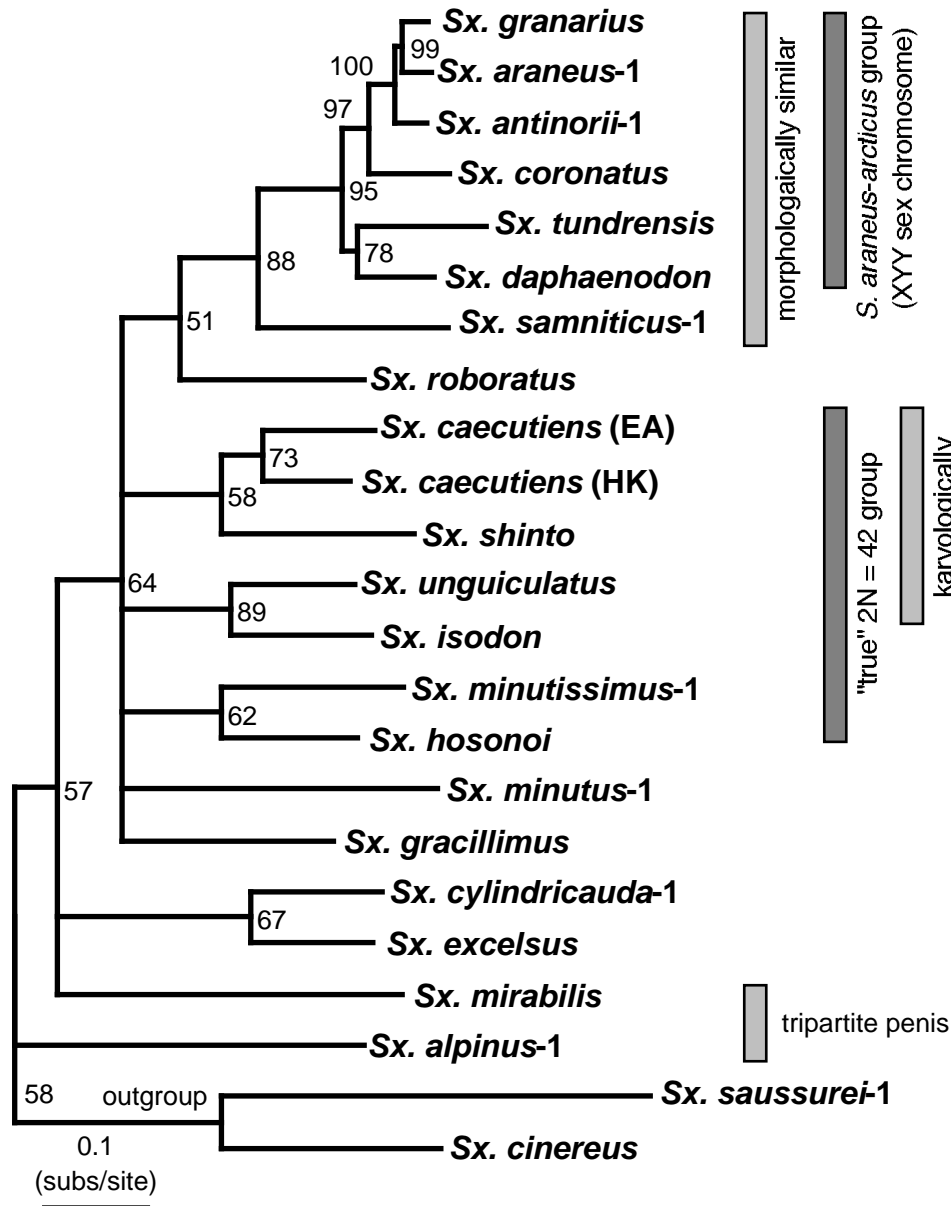 Sx. granarius
99
100
Sx. araneus-1
97
Sx. antinorii-1
Sx. coronatus
95
Sx. tundrensis
78
88
Sx. daphaenodon
51
Sx. samniticus-1
Sx. roboratus
Sx. caecutiens (EA)
73
Sx. caecutiens (HK)
58
Sx. shinto
64
Sx. unguiculatus
89
Sx. isodon
Sx. minutissimus-1
62
Sx. hosonoi
57
Sx. minutus-1
Sx. gracillimus
Sx. cylindricauda-1
67
Sx. excelsus
Sx. mirabilis
Sx. alpinus-1
58
outgroup
Sx. saussurei-1
Sx. cinereus
0.1
(subs/site)
morphologaically similar
S. araneus-arcticus group
(XYY sex chromosome)
"true" 2N = 42 group
karyologically
tripartite penis